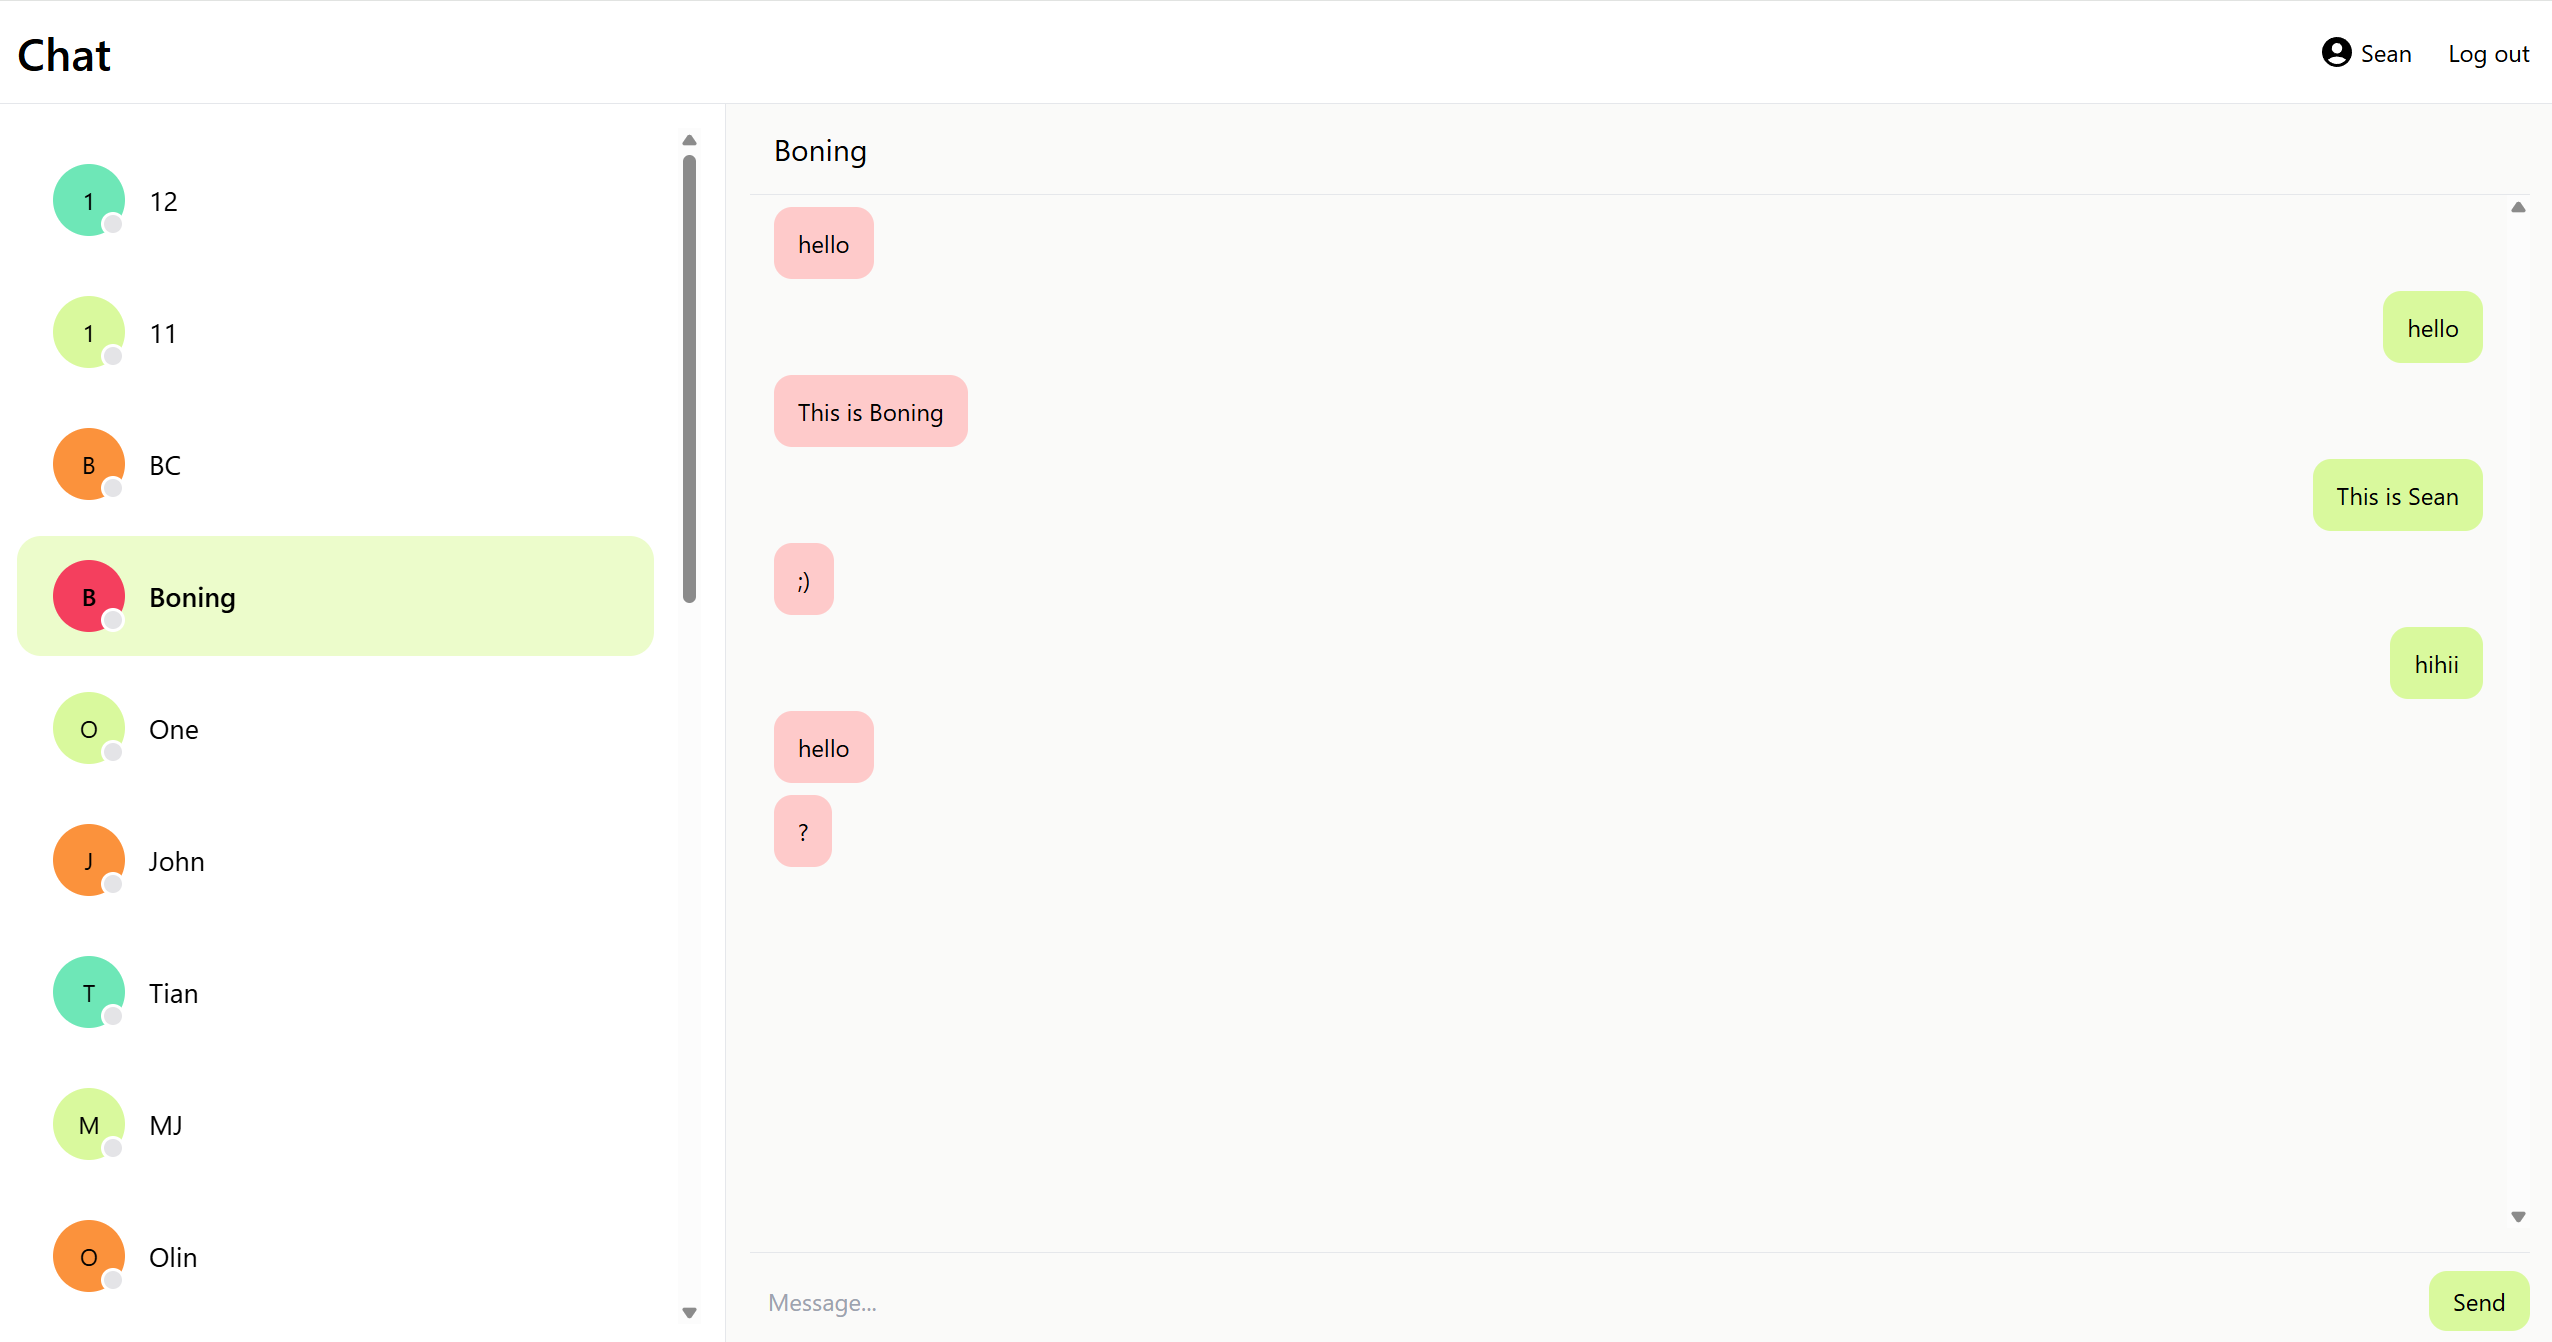 Chat
Sean
Log out
1
12
1
11
B
BC
B
Boning
O
One
J
John
T
Tian
M
MJ
O
Olin
Boning
hello
hello
This is Boning
This is Sean
;)
hihii
hello
?
Message...
Send